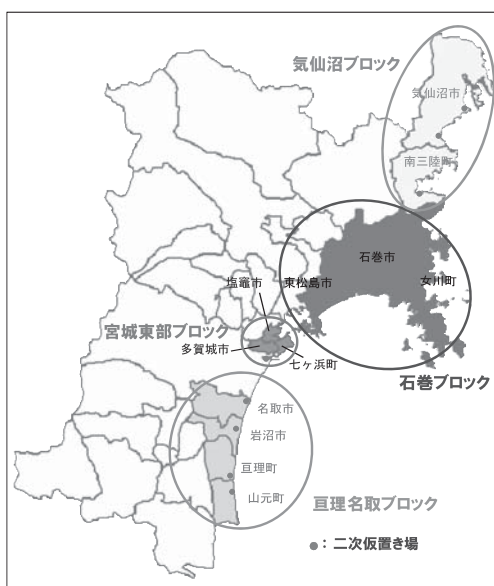 気仙沼ブロック
気仙沼市
南三陸町
石巻市
女川町
東松島市
塩竈市
宮城東部ブロック
多賀城市
七ヶ浜町
石巻ブロック
名取市
岩沼市
亘理町
山元町
亘理名取ブロック
●：二次仮置き場